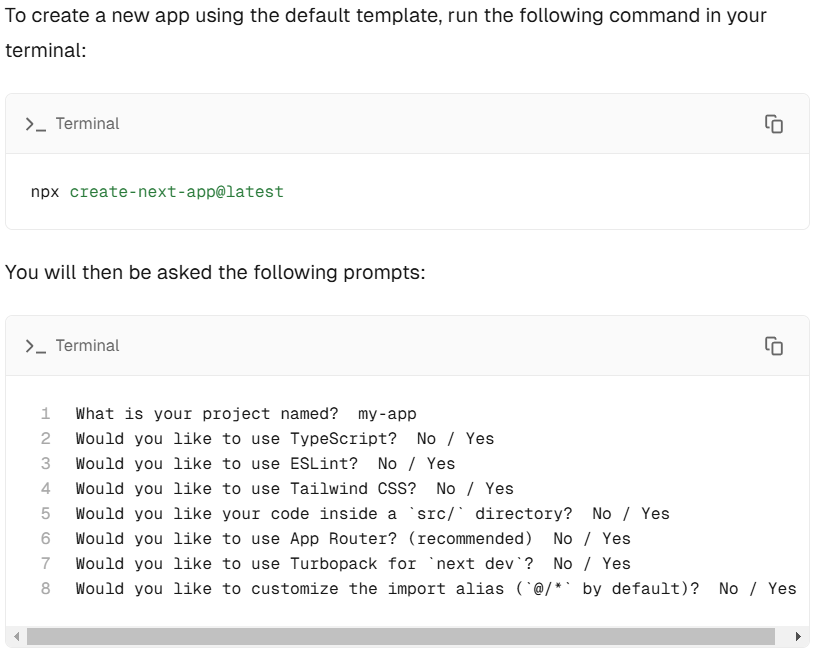 To create a new app using the default template, run the following command in your
terminal:
Terminal
npx create-next-app@latest
You will then be asked the following prompts:
Terminal
1 What is your project named?  my-app
2 Would you like to use TypeScript?  No / Yes
3 Would you like to use ESLint?  No / Yes
4 Would you like to use Tailwind CSS?  No / Yes
5 Would you like your code inside a `src/` directory?  No / Yes
6 Would you like to use App Router? (recommended)  No / Yes
7 Would you like to use Turbopack for `next dev`?  No / Yes
8 Would you like to customize the import alias (`@/*` by default)?  No / Yes